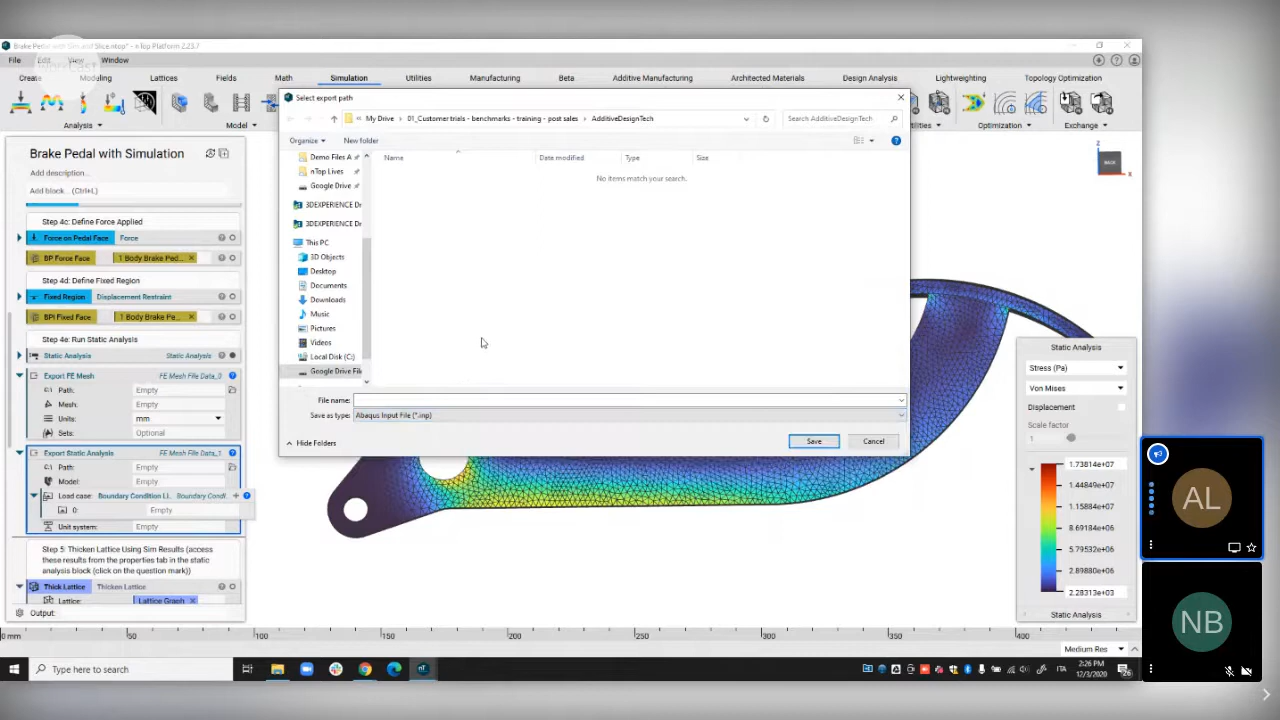 Brake Pedal with Sim and Slice.ntop* - nTop Platform 2.23.7
File Edit View Window
Create Modeling Lattices Fields Math Simulation Utilities Manufacturing Beta Additive Manufacturing Architected Materials Design Analysis Lightweighting Topology Optimization
Analysis Model Optimization Exchange
Select export path
« My Drive › 01_Customer trials - benchmarks - training - post sales › AdditiveDesignTech
Search AdditiveDesignTech
Organize New folder
Name Date modified Type Size
No items match your search.
Demo Files A
nTop Lives
Google Drive
3DEXPERIENCE Dr
3DEXPERIENCE Dr
This PC
3D Objects
Desktop
Documents
Downloads
Music
Pictures
Videos
Local Disk (C:)
Google Drive File
File name:
Save as type: Abaqus Input File (*.inp)
Hide Folders
Save Cancel
Brake Pedal with Simulation
Add description...
Add block... (Ctrl+L)
Step 4c: Define Force Applied
Force on Pedal Face Force
BP Force Face 1 Body Brake Ped...
Step 4d: Define Fixed Region
Fixed Region Displacement Restraint
BPI Fixed Face 1 Body Brake Pe...
Step 4e: Run Static Analysis
Static Analysis Static Analysis
Export FE Mesh FE Mesh File Data_0
Path: Empty
Mesh: Empty
Units: mm
Sets: Optional
Export Static Analysis FE Mesh File Data_1
Path: Empty
Model: Empty
Load case: Boundary Condition Li.. Boundary Condi..
0: Empty
Unit system: Empty
Step 5: Thicken Lattice Using Sim Results (access
these results from the properties tab in the static
analysis block (click on the question mark))
Thick Lattice Thicken Lattice
Lattice: Lattice Graph
Output:
Z
BACK
X
Static Analysis
Stress (Pa)
Von Mises
Displacement
Scale factor
1
1.73814e+07
1.44849e+07
1.15884e+07
8.69184e+06
5.79532e+06
2.89880e+06
2.28313e+03
Static Analysis
0 mm 50 100 150 200 250 300 350 400
Medium Res
Type here to search
ITA
2:26 PM
12/3/2020
26
AL
NB